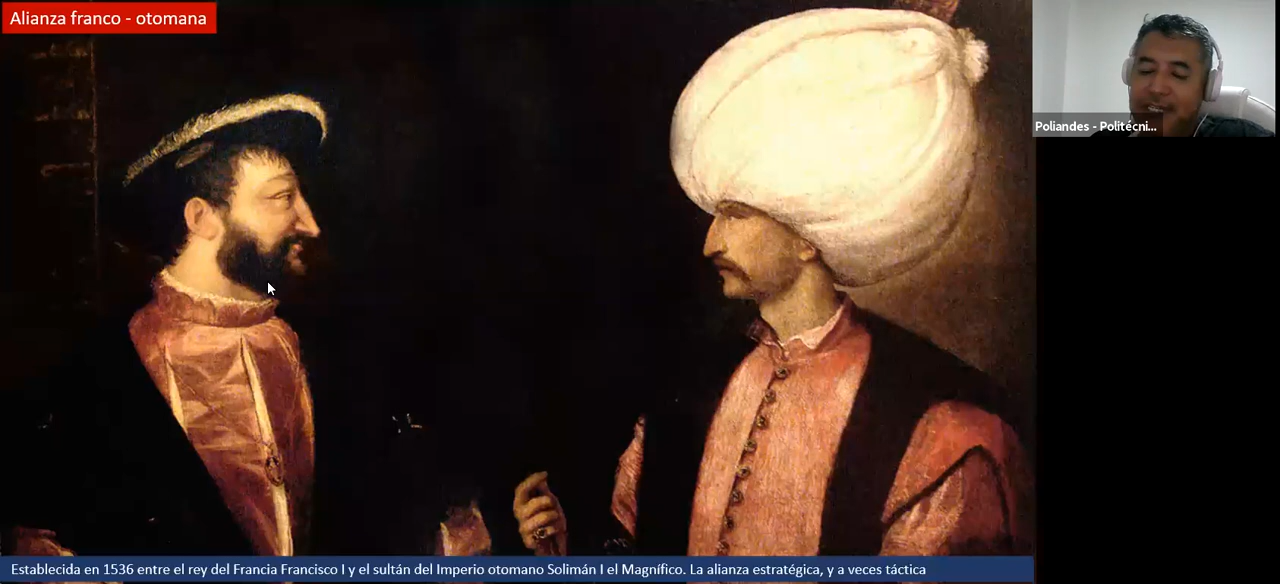 Alianza franco - otomana
Poliandes - Politécni...
Establecida en 1536 entre el rey del Francia Francisco I y el sultán del Imperio otomano Solimán I el Magnífico. La alianza estratégica, y a veces táctica